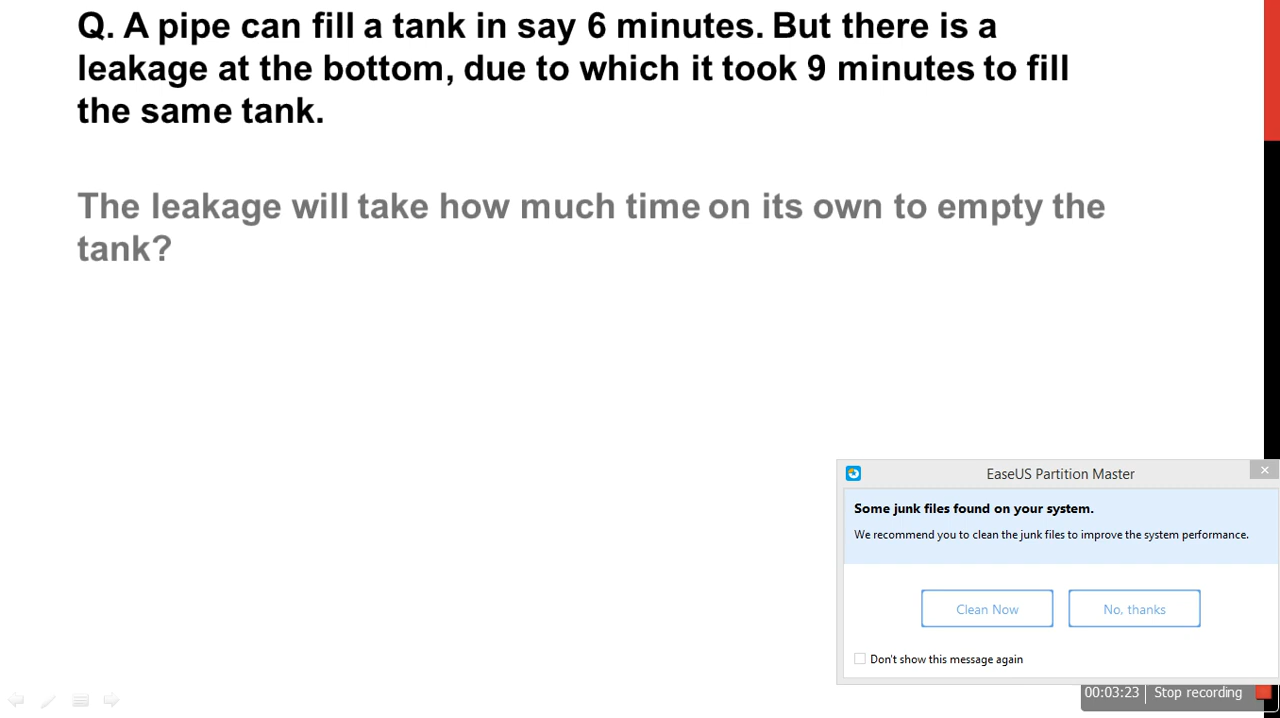 Q. A pipe can fill a tank in say 6 minutes. But there is a
leakage at the bottom, due to which it took 9 minutes to fill
the same tank.
The leakage will take how much time on its own to empty the
tank?
EaseUS Partition Master
Some junk files found on your system.
We recommend you to clean the junk files to improve the system performance.
Clean Now
No, thanks
Don't show this message again
00:03:23
Stop recording